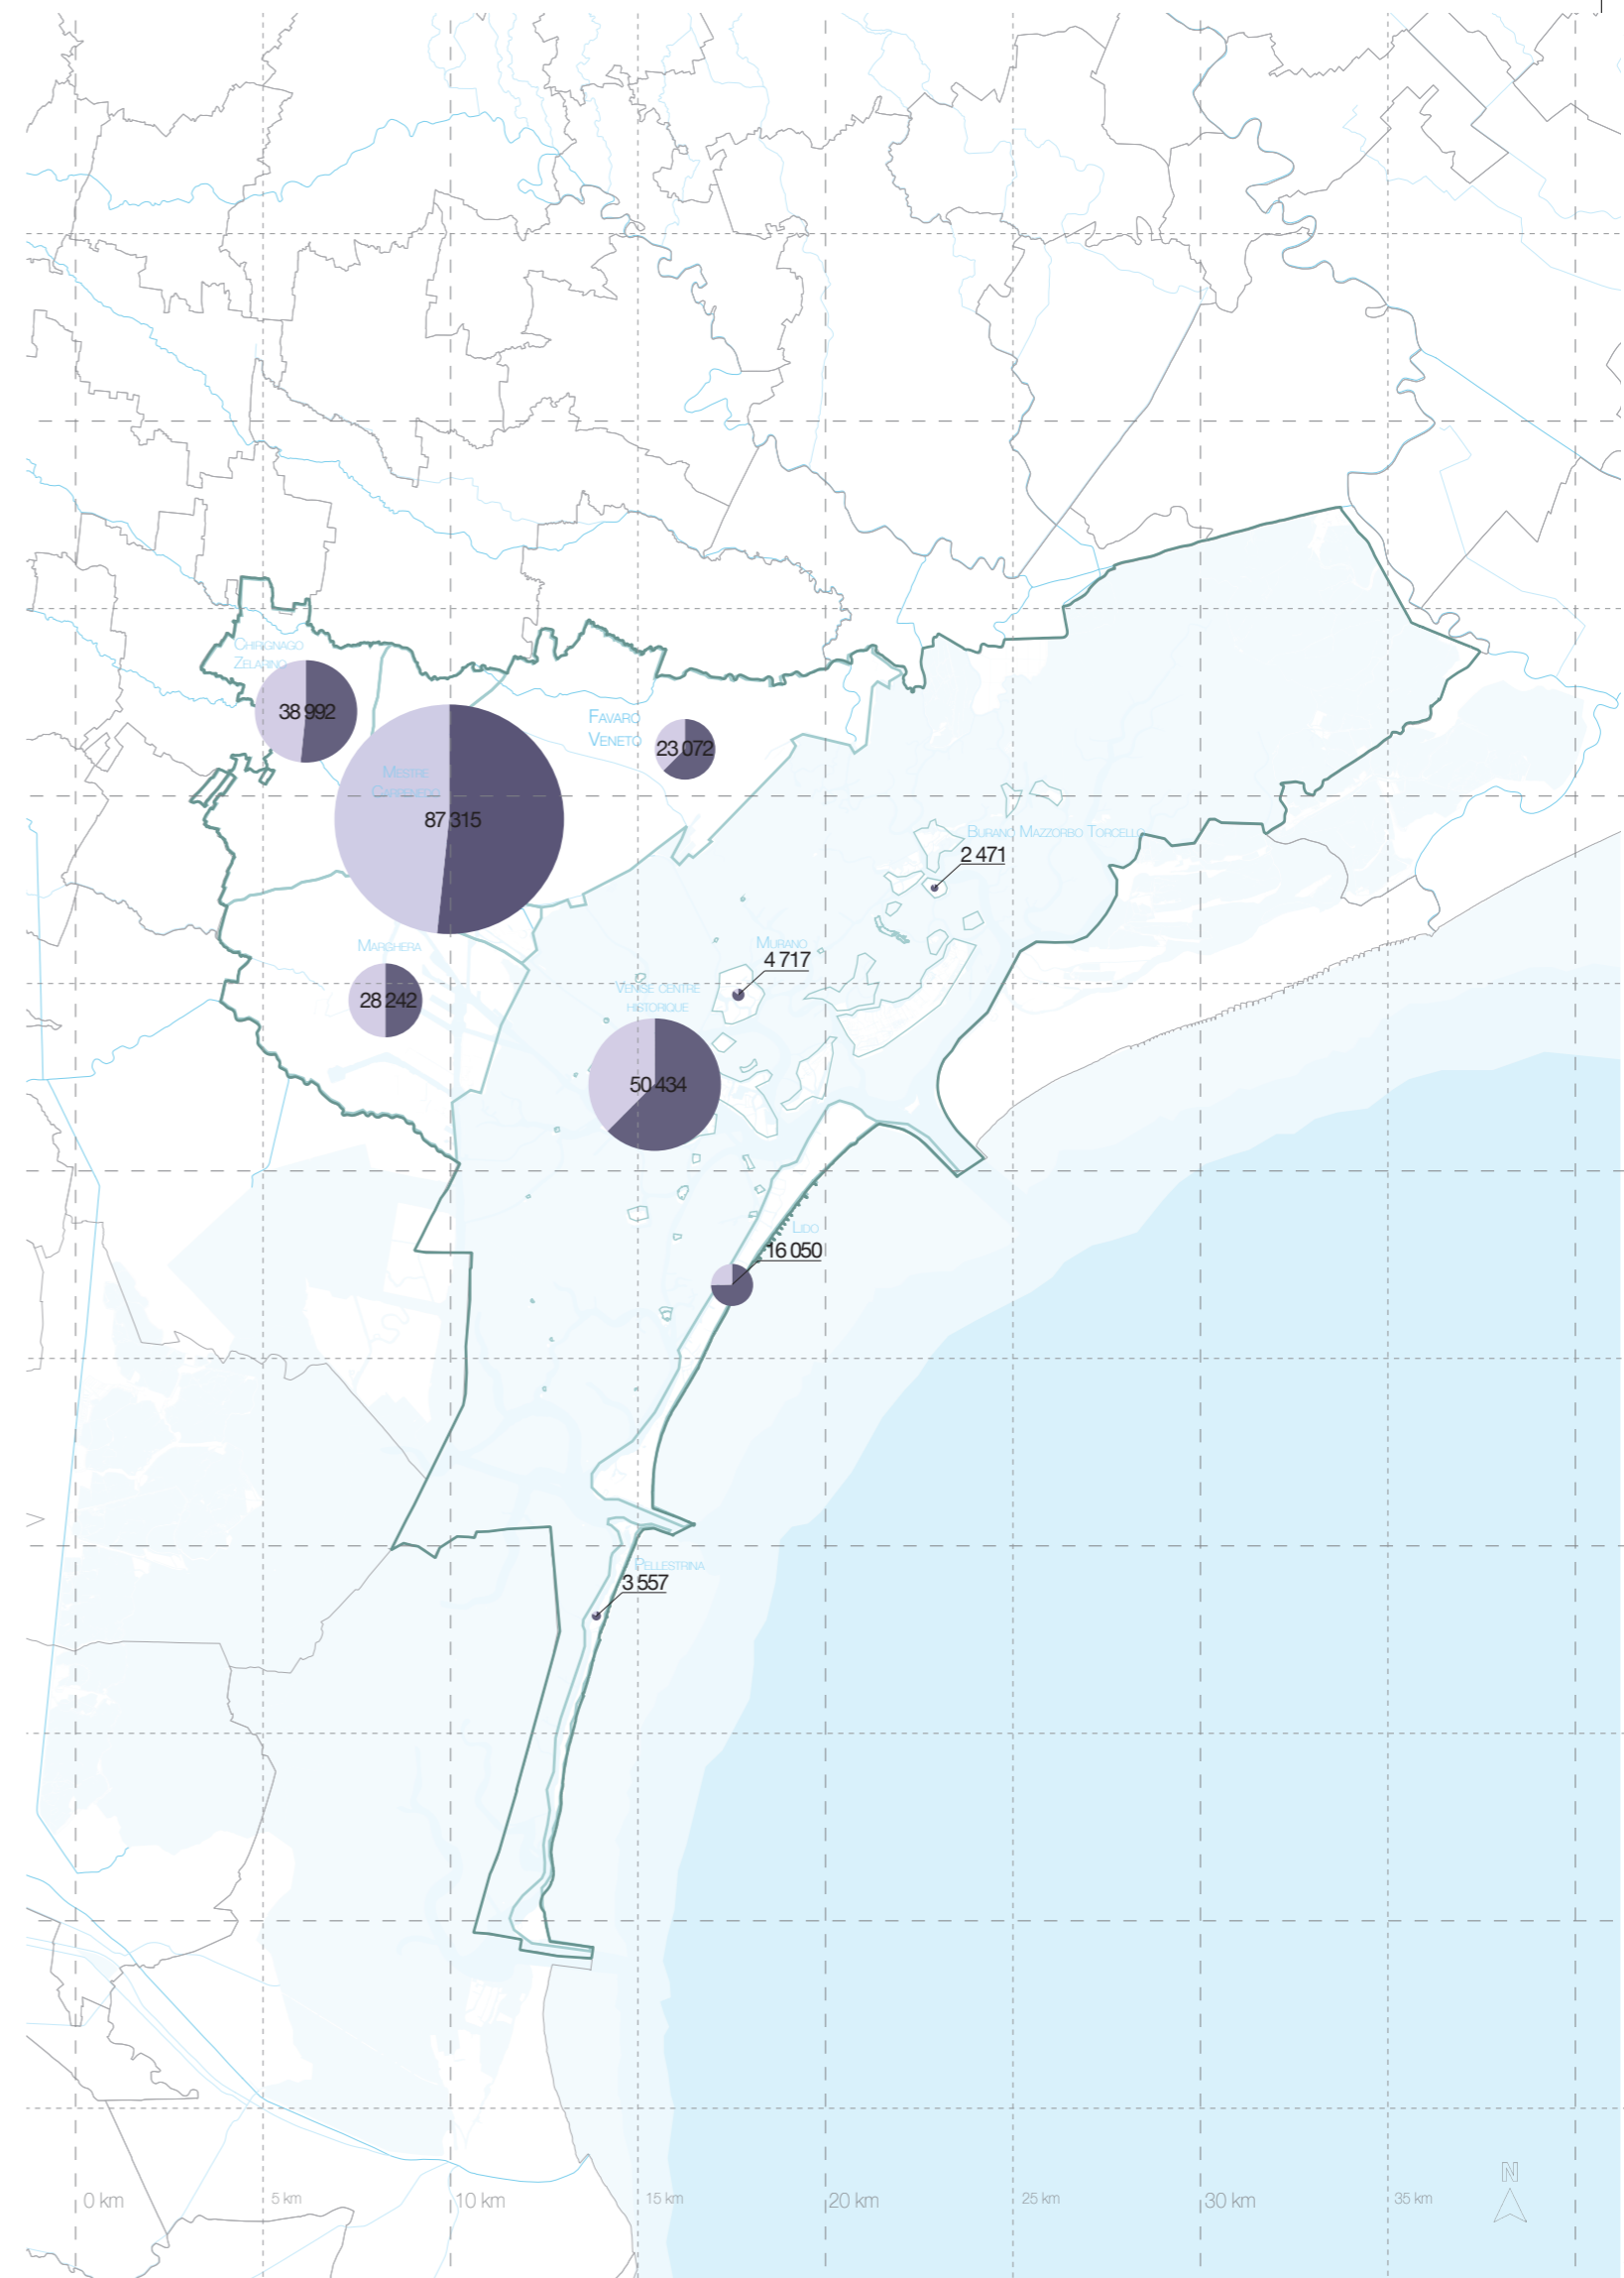 CHIRIGNAGO
ZELARINO
38 992
MESTRE
CARPENEDO
87 315
FAVARO
VENETO
23 072
BURANO MAZZORBO TORCELLO
2 471
MARGHERA
28 242
MURANO
4 717
VENISE CENTRE
HISTORIQUE
50 434
LIDO
16 050
PELLESTRINA
3 557
N
0 km
5 km
10 km
15 km
20 km
25 km
30 km
35 km